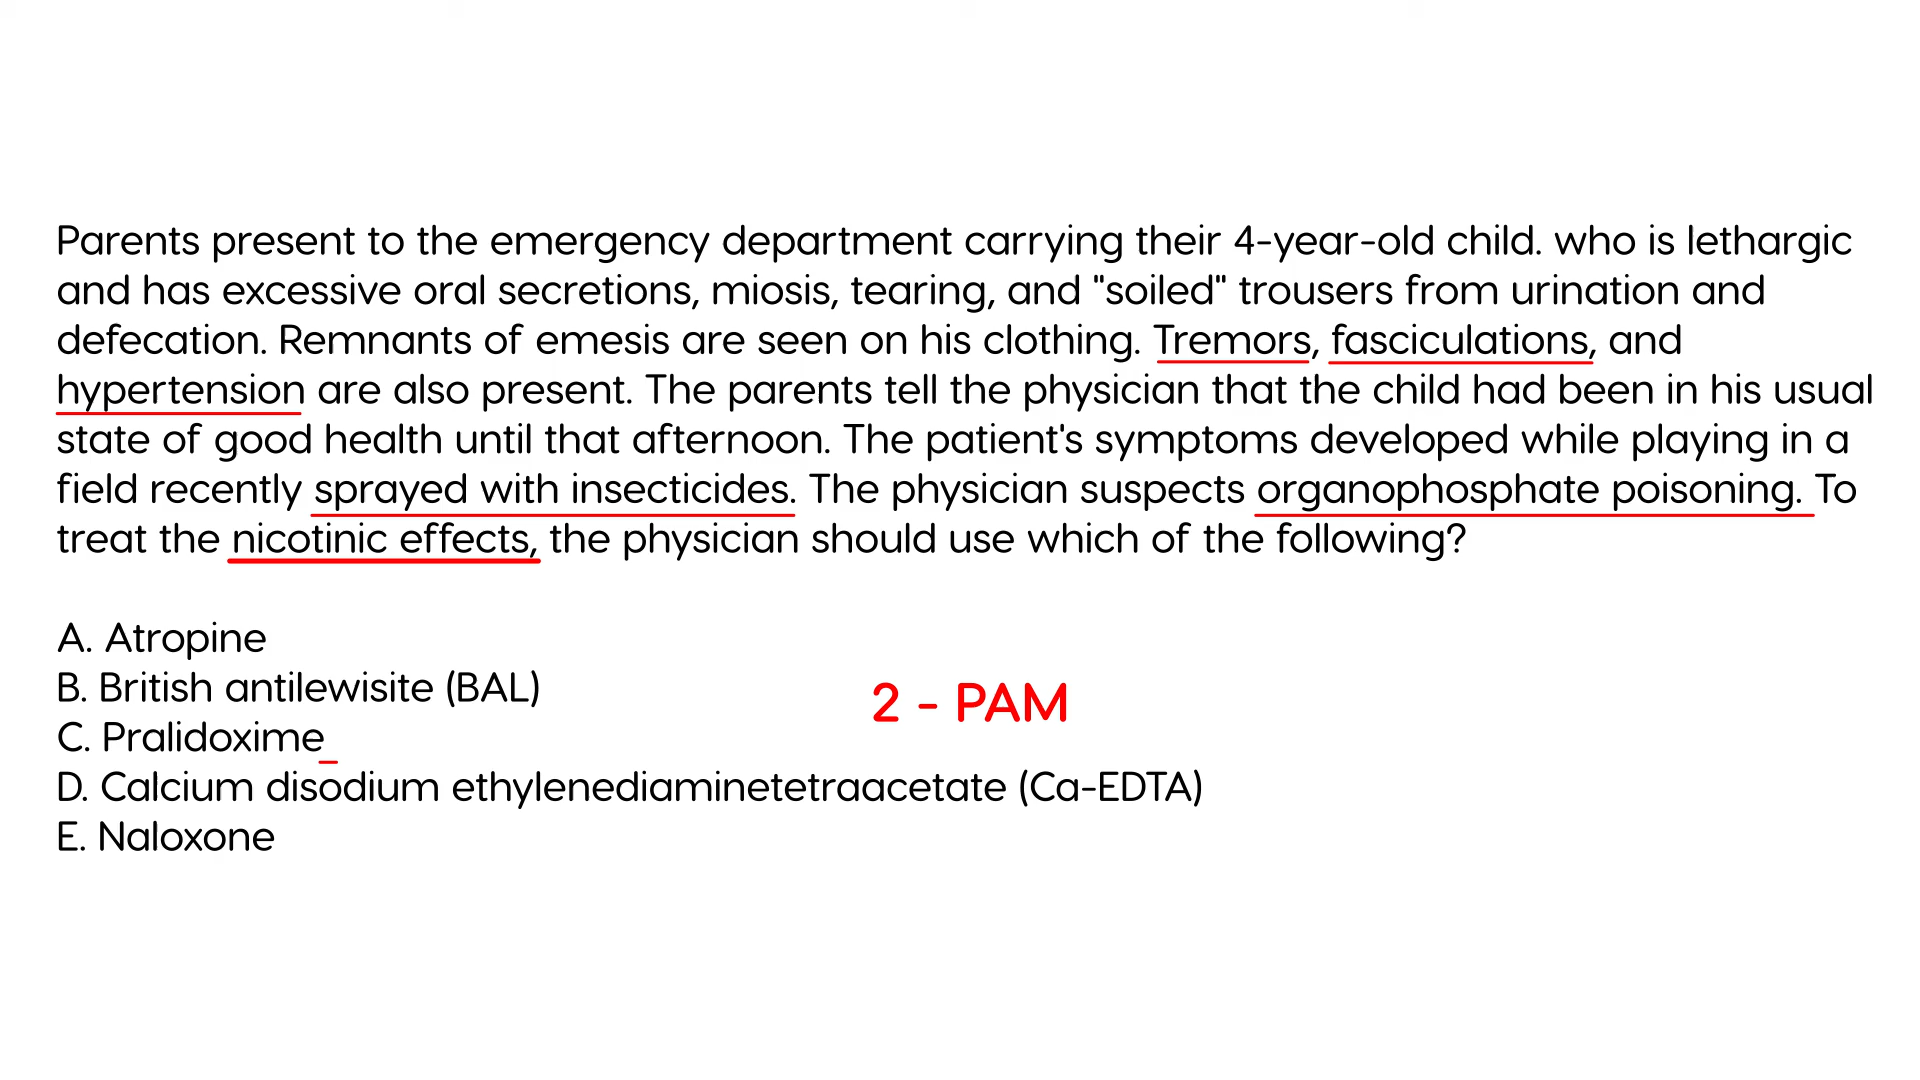 Parents present to the emergency department carrying their 4-year-old child. who is lethargic
and has excessive oral secretions, miosis, tearing, and "soiled" trousers from urination and
defecation. Remnants of emesis are seen on his clothing. Tremors, fasciculations, and
hypertension are also present. The parents tell the physician that the child had been in his usual
state of good health until that afternoon. The patient's symptoms developed while playing in a
field recently sprayed with insecticides. The physician suspects organophosphate poisoning. To
treat the nicotinic effects, the physician should use which of the following?
A. Atropine
B. British antilewisite (BAL)
2 - PAM
C. Pralidoxime
D. Calcium disodium ethylenediaminetetraacetate (Ca-EDTA)
E. Naloxone